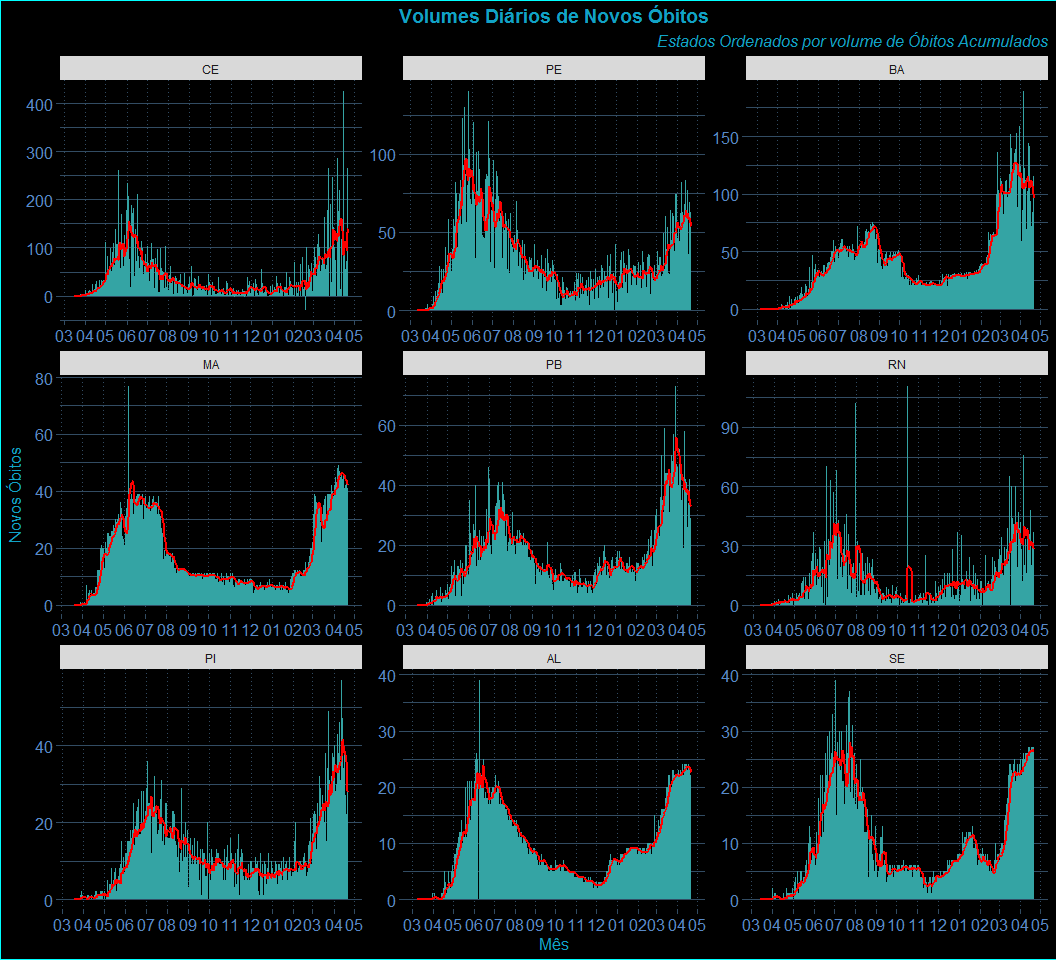 Volumes Diários de Novos Óbitos
Estados Ordenados por volume de Óbitos Acumulados
CE
400
300
200
100
0
03 04 05 06 07 08 09 10 11 12 01 02 03 04 05
PE
100
50
0
03 04 05 06 07 08 09 10 11 12 01 02 03 04 05
BA
150
100
50
0
03 04 05 06 07 08 09 10 11 12 01 02 03 04 05
Novos Óbitos
MA
80
60
40
20
0
03 04 05 06 07 08 09 10 11 12 01 02 03 04 05
PB
60
40
20
0
03 04 05 06 07 08 09 10 11 12 01 02 03 04 05
RN
90
60
30
0
03 04 05 06 07 08 09 10 11 12 01 02 03 04 05
PI
40
20
0
03 04 05 06 07 08 09 10 11 12 01 02 03 04 05
AL
40
30
20
10
0
03 04 05 06 07 08 09 10 11 12 01 02 03 04 05
SE
40
30
20
10
0
03 04 05 06 07 08 09 10 11 12 01 02 03 04 05
Mês